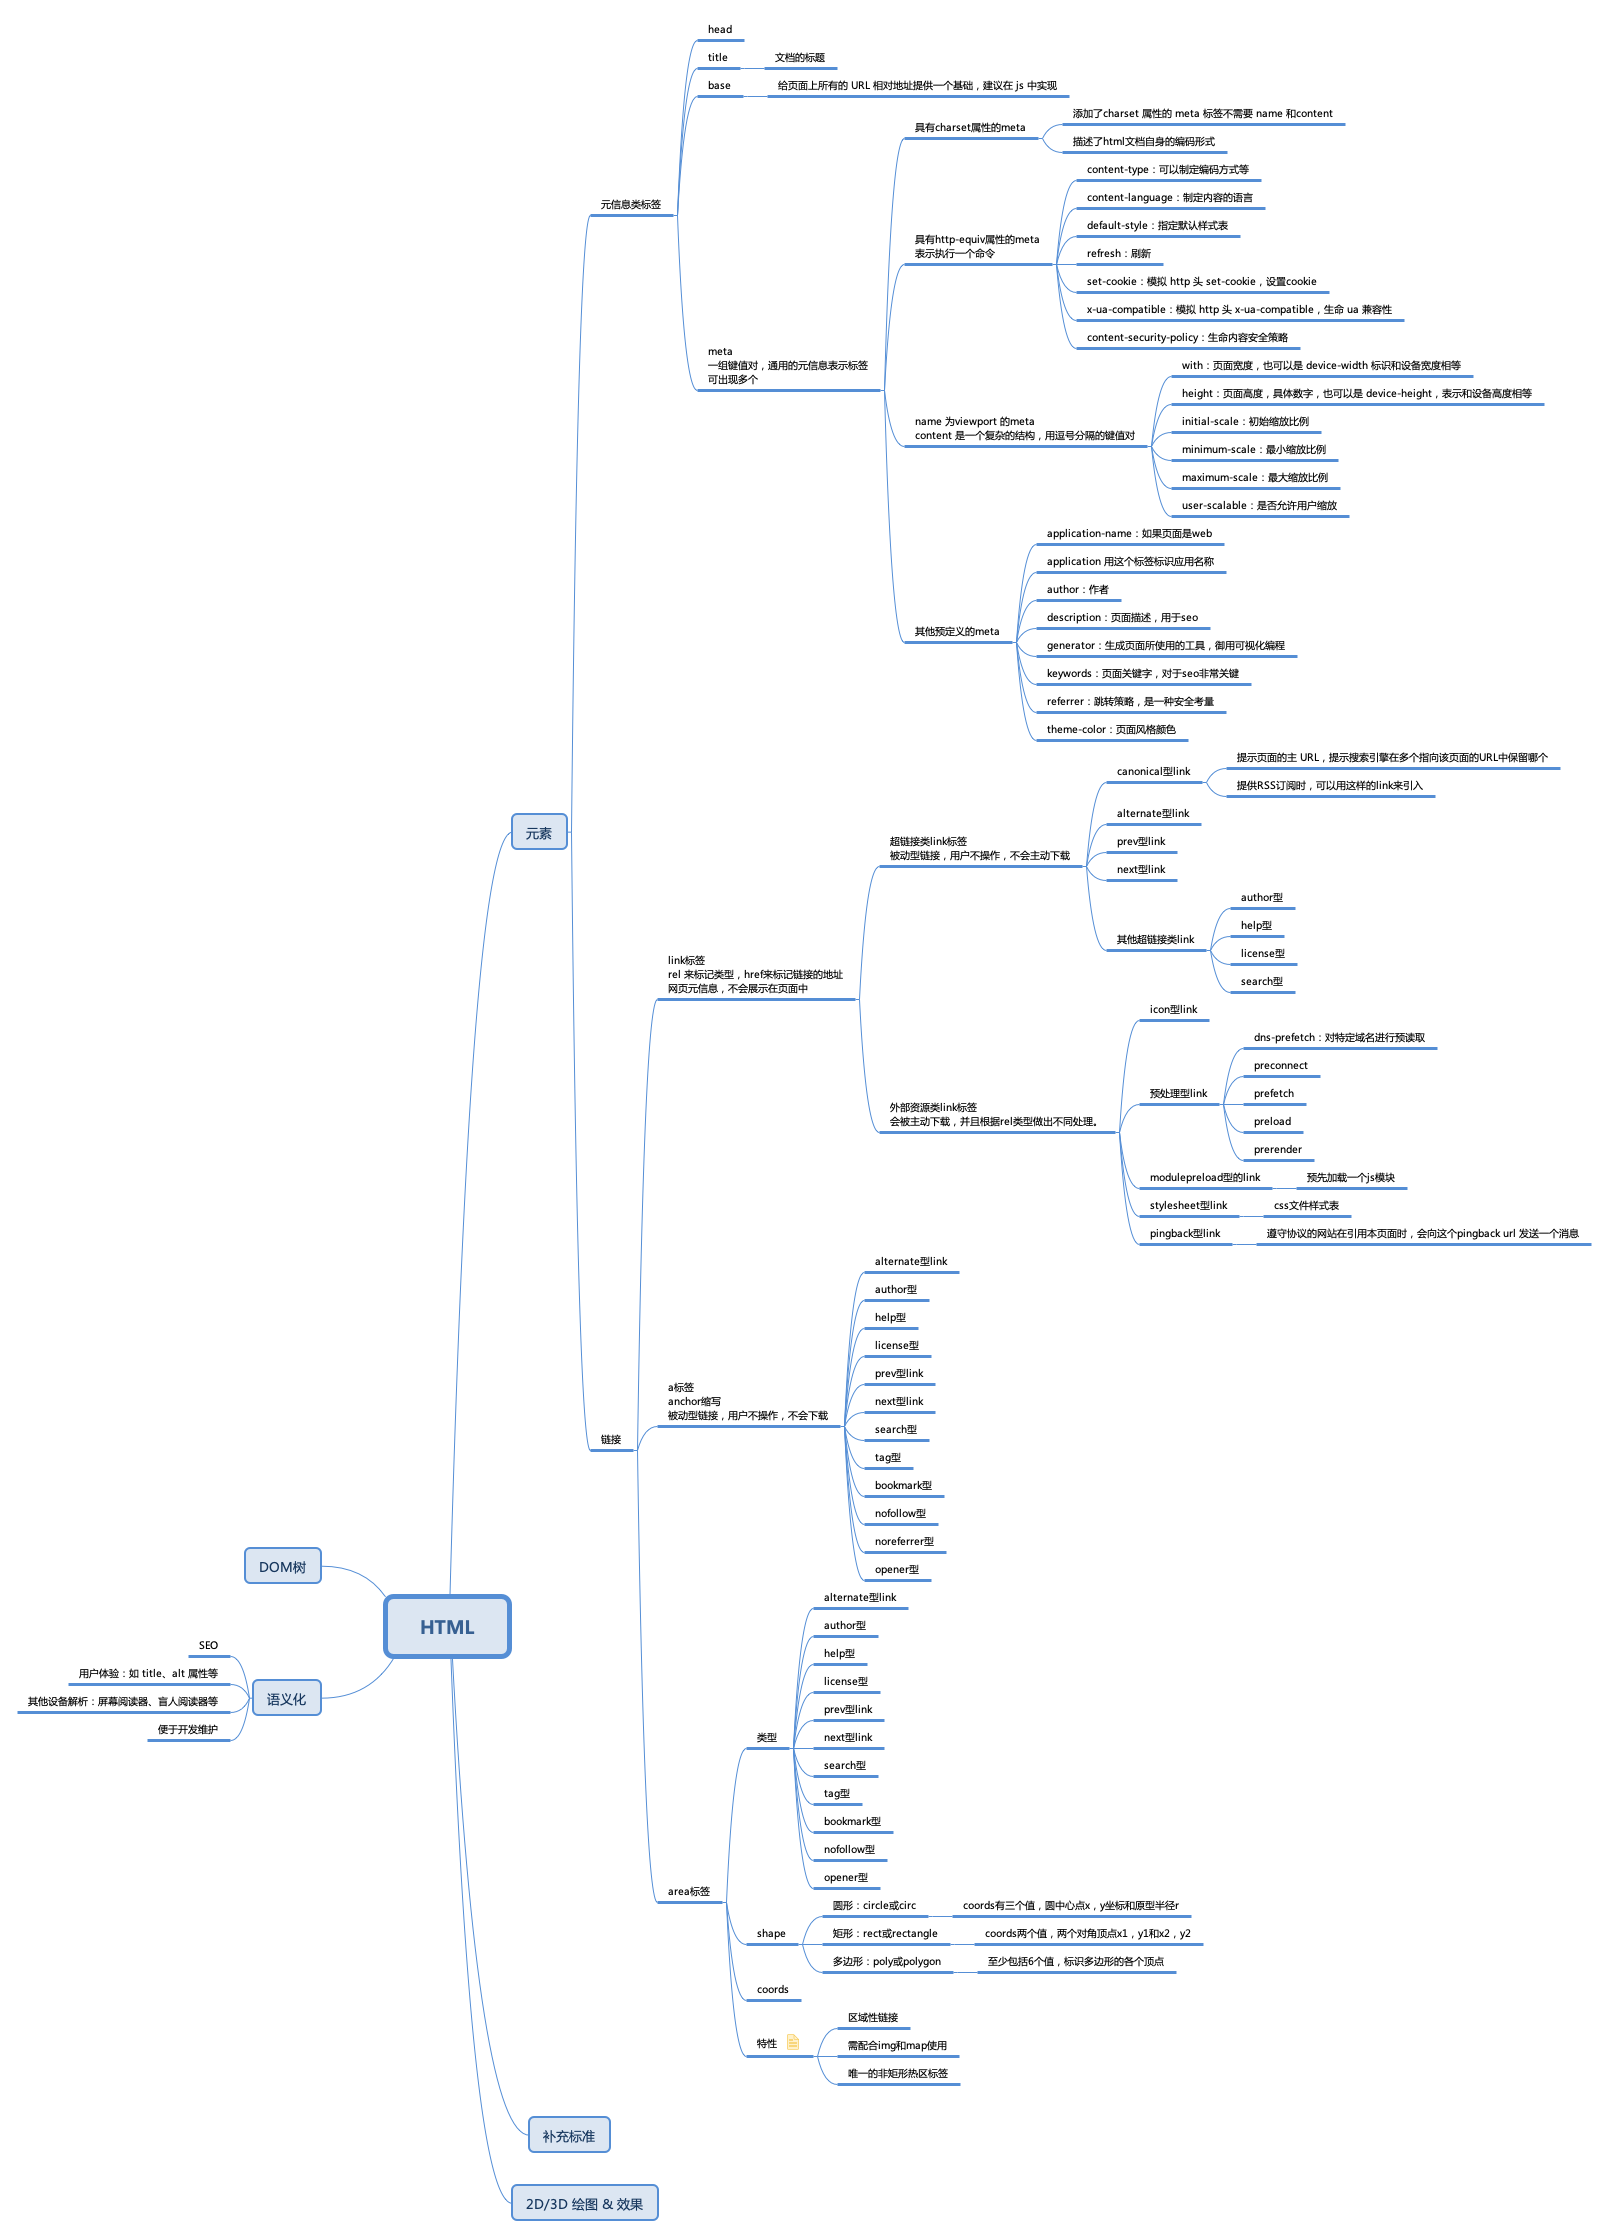 head
title
文档的标题
base
给页面上所有的 URL 相对地址提供一个基础，建议在 js 中实现
元信息类标签
meta
一组键值对，通用的元信息表示标签
可出现多个
具有charset属性的meta
添加了charset 属性的 meta 标签不需要 name 和content
描述了html文档自身的编码形式
具有http-equiv属性的meta
表示执行一个命令
content-type：可以制定编码方式等
content-language：制定内容的语言
default-style：指定默认样式表
refresh：刷新
set-cookie：模拟 http 头 set-cookie，设置cookie
x-ua-compatible：模拟 http 头 x-ua-compatible，生命 ua 兼容性
content-security-policy：生命内容安全策略
name 为viewport 的meta
content 是一个复杂的结构，用逗号分隔的键值对
with：页面宽度，也可以是 device-width 标识和设备宽度相等
height：页面高度，具体数字，也可以是 device-height，表示和设备高度相等
initial-scale：初始缩放比例
minimum-scale：最小缩放比例
maximum-scale：最大缩放比例
user-scalable：是否允许用户缩放
其他预定义的meta
application-name：如果页面是web
application 用这个标签标识应用名称
author：作者
description：页面描述，用于seo
generator：生成页面所使用的工具，御用可视化编程
keywords：页面关键字，对于seo非常关键
referrer：跳转策略，是一种安全考量
theme-color：页面风格颜色
元素
链接
link标签
rel 来标记类型，href来标记链接的地址
网页元信息，不会展示在页面中
超链接类link标签
被动型链接，用户不操作，不会主动下载
canonical型link
提示页面的主 URL，提示搜索引擎在多个指向该页面的URL中保留哪个
提供RSS订阅时，可以用这样的link来引入
alternate型link
prev型link
next型link
其他超链接类link
author型
help型
license型
search型
外部资源类link标签
会被主动下载，并且根据rel类型做出不同处理。
icon型link
预处理型link
dns-prefetch：对特定域名进行预读取
preconnect
prefetch
preload
prerender
modulepreload型的link
预先加载一个js模块
stylesheet型link
css文件样式表
pingback型link
遵守协议的网站在引用本页面时，会向这个pingback url 发送一个消息
a标签
anchor缩写
被动型链接，用户不操作，不会下载
alternate型link
author型
help型
license型
prev型link
next型link
search型
tag型
bookmark型
nofollow型
noreferrer型
opener型
area标签
类型
alternate型link
author型
help型
license型
prev型link
next型link
search型
tag型
bookmark型
nofollow型
opener型
shape
圆形：circle或circ
coords有三个值，圆中心点x，y坐标和原型半径r
矩形：rect或rectangle
coords两个值，两个对角顶点x1，y1和x2，y2
多边形：poly或polygon
至少包括6个值，标识多边形的各个顶点
coords
特性
区域性链接
需配合img和map使用
唯一的非矩形热区标签
DOM树
HTML
语义化
SEO
用户体验：如 title、alt 属性等
其他设备解析：屏幕阅读器、盲人阅读器等
便于开发维护
补充标准
2D/3D 绘图 & 效果